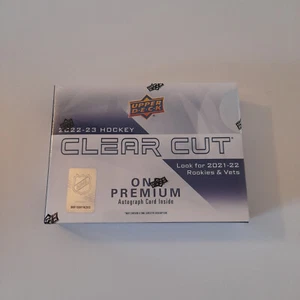 UPPER DECK
2022-23 HOCKEY
CLEAR CUT
Look for 2021-22
Rookies & Vets
ONE
PREMIUM
Autograph Card Inside